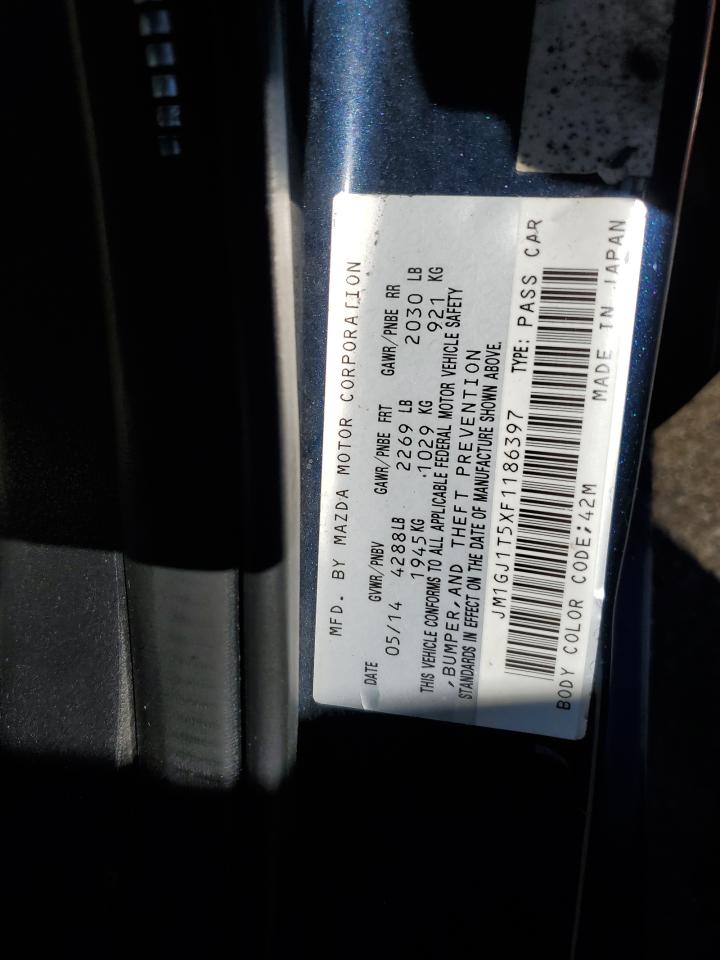 MFD. BY MAZDA MOTOR CORPORATION
DATE GVWR/PNBV GAWR/PNBE FRT GAWR/PNBE RR
05/14 4288LB 2269 LB 2030 LB
1945KG 1029 KG 921 KG
THIS VEHICLE CONFORMS TO ALL APPLICABLE FEDERAL MOTOR VEHICLE SAFETY
,BUMPER,AND THEFT PREVENTION
STANDARDS IN EFFECT ON THE DATE OF MANUFACTURE SHOWN ABOVE.
JM1GJ1T5XF1186397 TYPE: PASS CAR
BODY COLOR CODE:42M MADE IN JAPAN